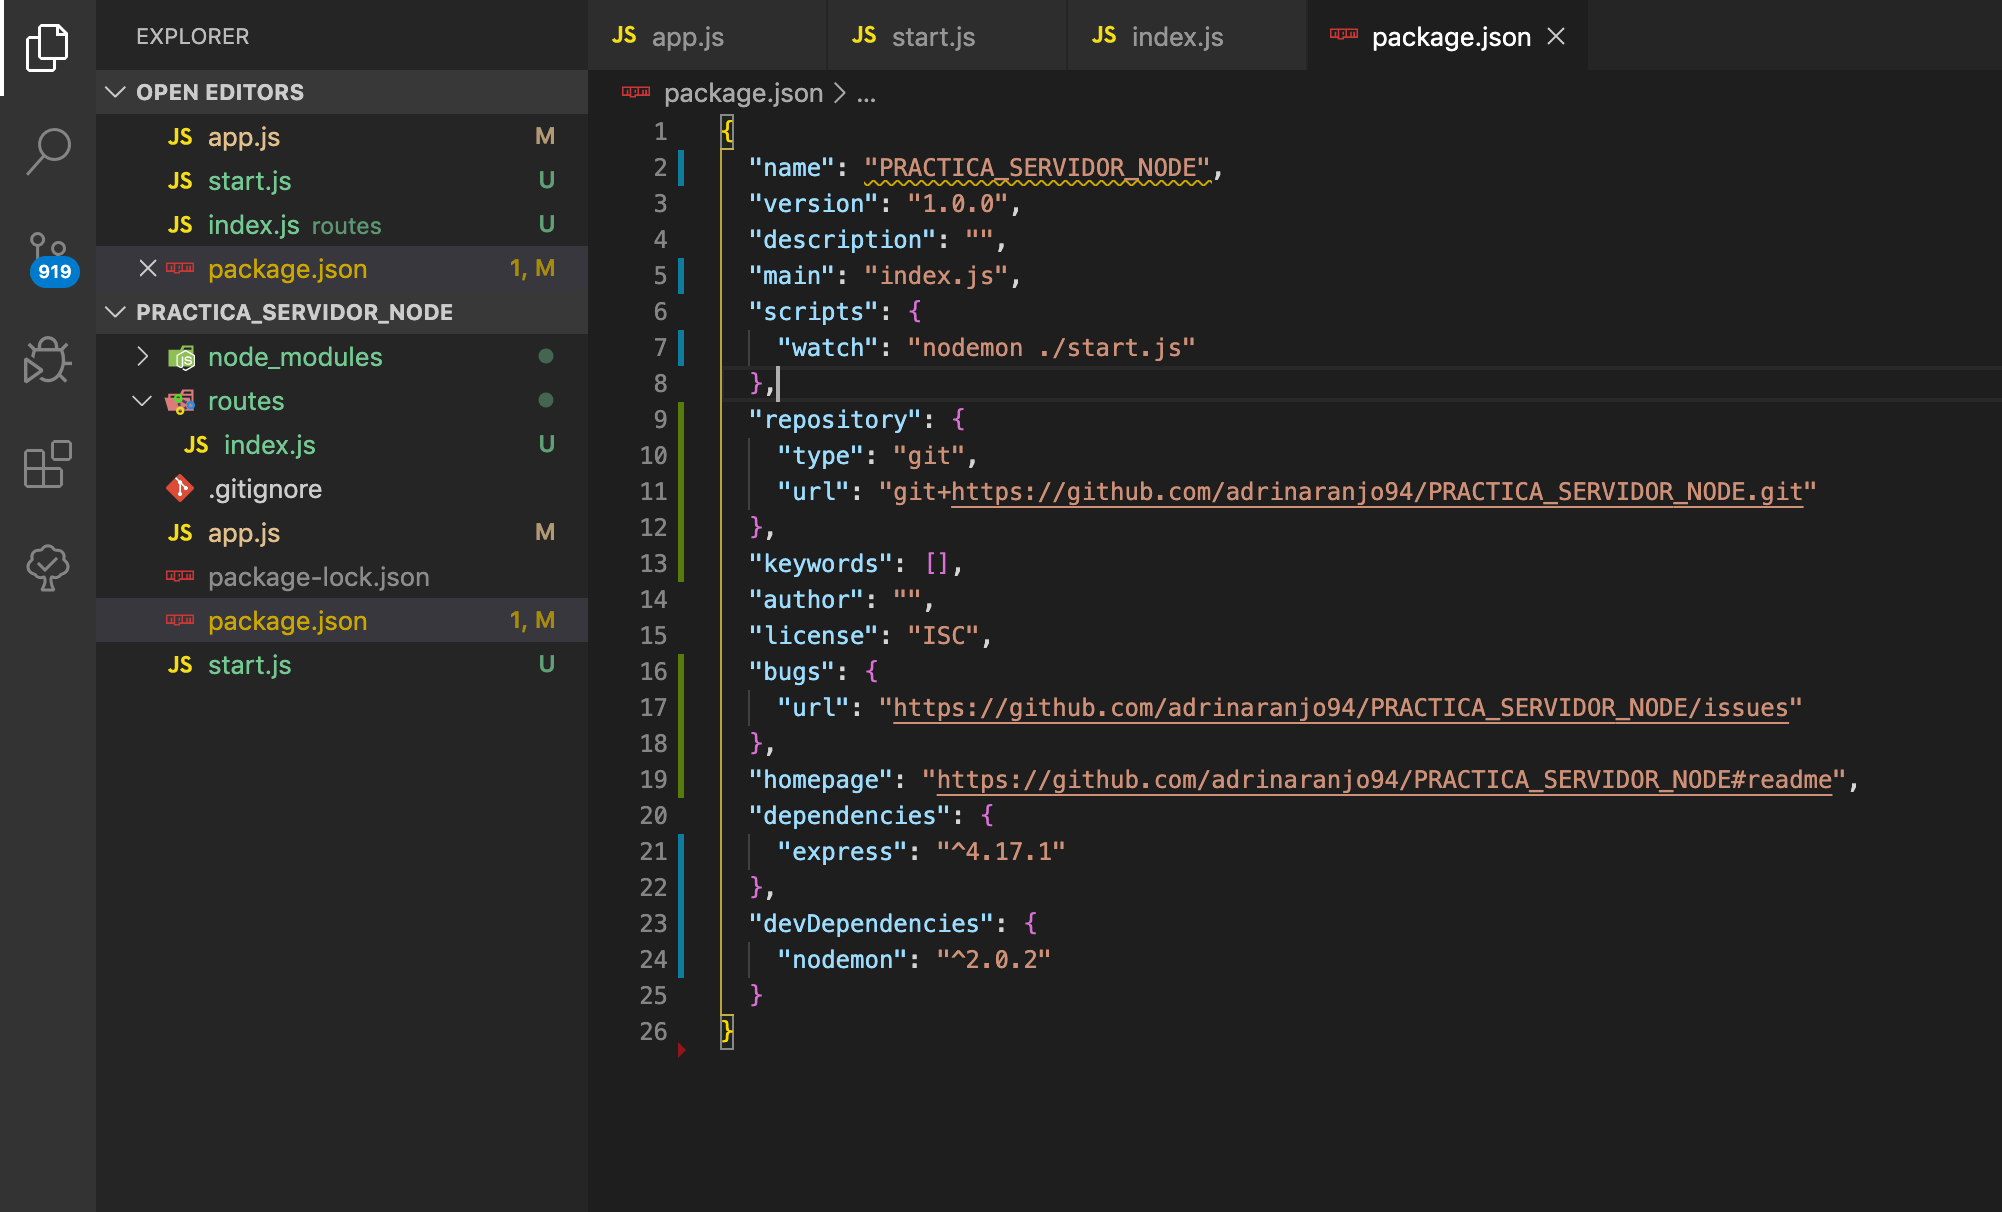 EXPLORER
OPEN EDITORS
JS app.js M
JS start.js U
JS index.js routes U
package.json 1, M
PRACTICA_SERVIDOR_NODE
node_modules
routes
JS index.js U
.gitignore
JS app.js M
package-lock.json
package.json 1, M
JS start.js U
919
JS app.js
JS start.js
JS index.js
package.json
package.json > ...
1 {
2 "name": "PRACTICA_SERVIDOR_NODE",
3 "version": "1.0.0",
4 "description": "",
5 "main": "index.js",
6 "scripts": {
7 "watch": "nodemon ./start.js"
8 },
9 "repository": {
10 "type": "git",
11 "url": "git+https://github.com/adrinaranjo94/PRACTICA_SERVIDOR_NODE.git"
12 },
13 "keywords": [],
14 "author": "",
15 "license": "ISC",
16 "bugs": {
17 "url": "https://github.com/adrinaranjo94/PRACTICA_SERVIDOR_NODE/issues"
18 },
19 "homepage": "https://github.com/adrinaranjo94/PRACTICA_SERVIDOR_NODE#readme",
20 "dependencies": {
21 "express": "^4.17.1"
22 },
23 "devDependencies": {
24 "nodemon": "^2.0.2"
25 }
26 }